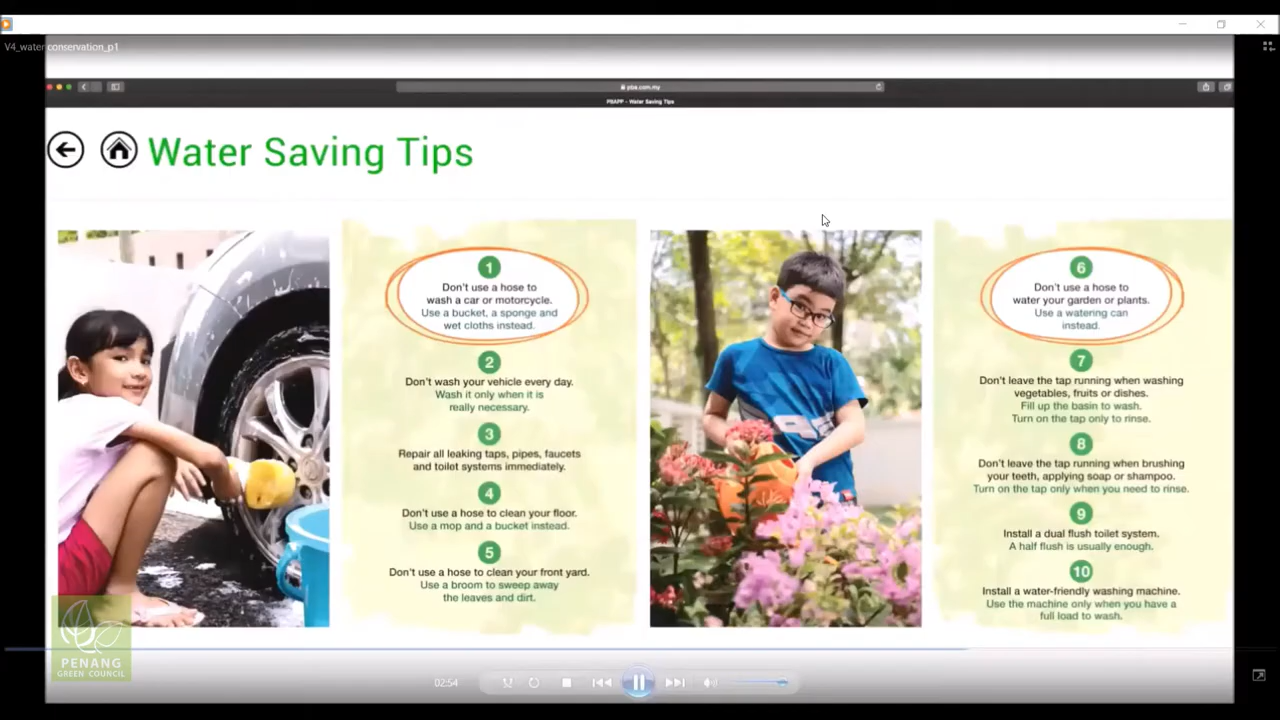 V4_water conservation_p1
pba.com.my
PBAPP - Water Saving Tips
Water Saving Tips
1
Don't use a hose to
wash a car or motorcycle.
Use a bucket, a sponge and
wet cloths instead.
2
Don't wash your vehicle every day.
Wash it only when it is
really necessary.
3
Repair all leaking taps, pipes, faucets
and toilet systems immediately.
4
Don't use a hose to clean your floor.
Use a mop and a bucket instead.
5
Don't use a hose to clean your front yard.
Use a broom to sweep away
the leaves and dirt.
6
Don't use a hose to
water your garden or plants.
Use a watering can
instead.
7
Don't leave the tap running when washing
vegetables, fruits or dishes.
Fill up the basin to wash.
Turn on the tap only to rinse.
8
Don't leave the tap running when brushing
your teeth, applying soap or shampoo.
Turn on the tap only when you need to rinse.
9
Install a dual flush toilet system.
A half flush is usually enough.
10
Install a water-friendly washing machine.
Use the machine only when you have a
full load to wash.
PENANG
GREEN COUNCIL
02:54